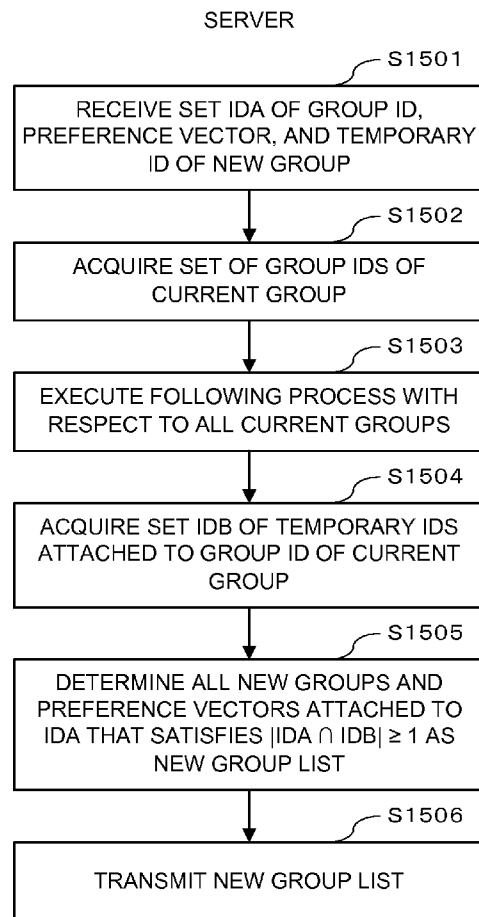 SERVER
S1501
RECEIVE SET IDA OF GROUP ID,
PREFERENCE VECTOR, AND TEMPORARY
ID OF NEW GROUP
S1502
ACQUIRE SET OF GROUP IDS OF
CURRENT GROUP
S1503
EXECUTE FOLLOWING PROCESS WITH
RESPECT TO ALL CURRENT GROUPS
S1504
ACQUIRE SET IDB OF TEMPORARY IDS
ATTACHED TO GROUP ID OF CURRENT
GROUP
S1505
DETERMINE ALL NEW GROUPS AND
PREFERENCE VECTORS ATTACHED TO
IDA THAT SATISFIES |IDA ∩ IDB| ≥ 1 AS
NEW GROUP LIST
S1506
TRANSMIT NEW GROUP LIST